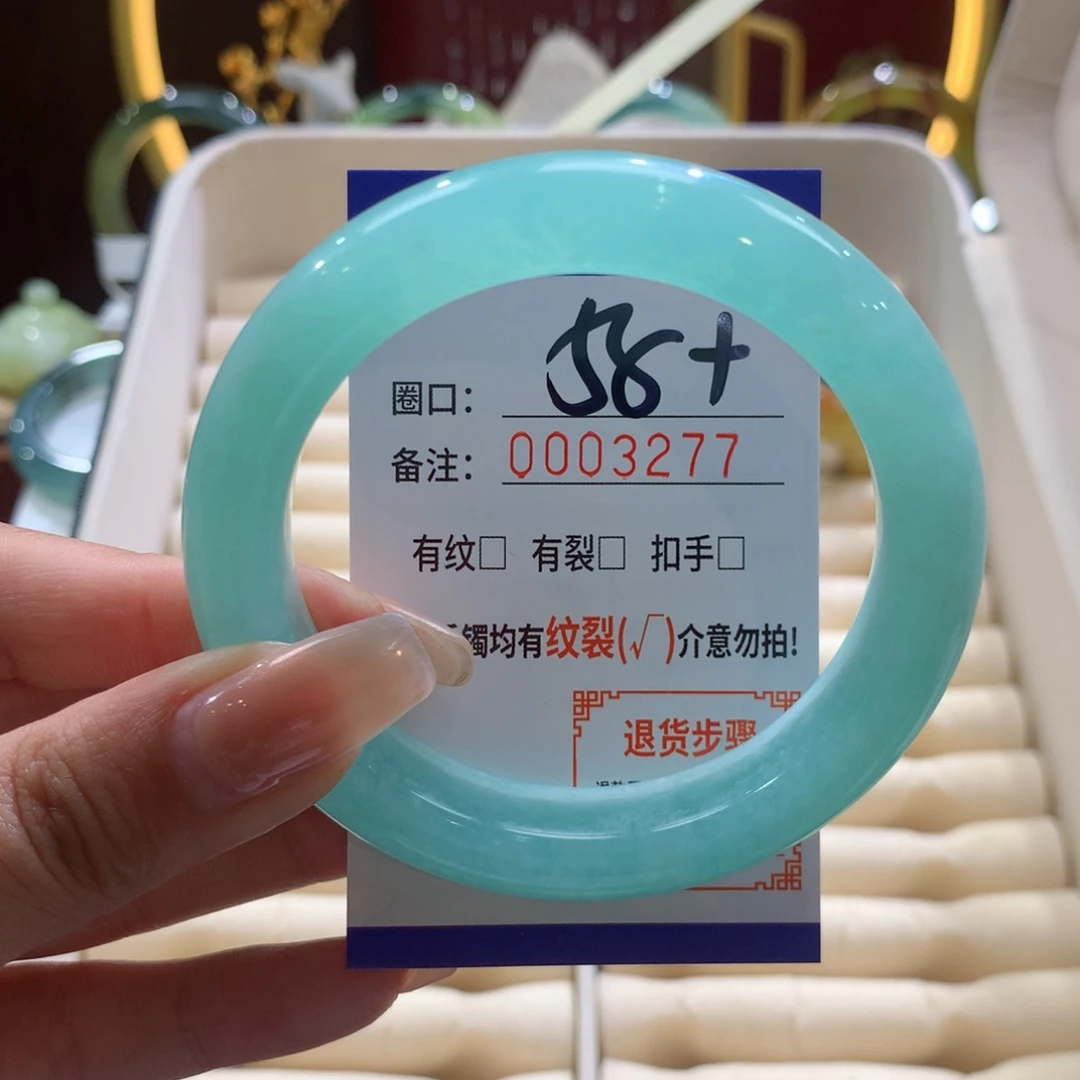 圈口： 58+
备注： 0003277
有纹□ 有裂□ 扣手□
镯均有纹裂(√)介意勿拍!
退货步骤